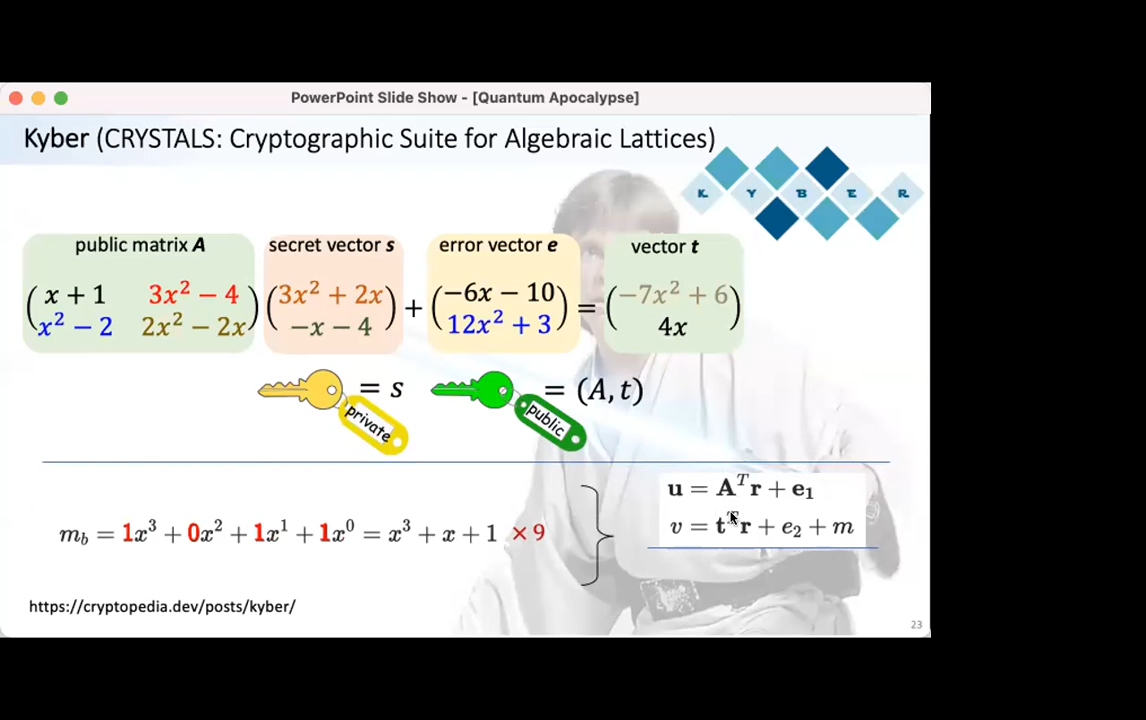 PowerPoint Slide Show - [Quantum Apocalypse]
Kyber (CRYSTALS: Cryptographic Suite for Algebraic Lattices)
K Y B E R
public matrix A secret vector s error vector e vector t
(x + 1 3x² − 4
x² − 2 2x² − 2x) (3x² + 2x
−x − 4) + (−6x − 10
12x² + 3) = (−7x² + 6
4x)
= s = (A, t)
private public
m_b = 1x³ + 0x² + 1x¹ + 1x⁰ = x³ + x + 1 × 9
u = Aᵀr + e₁
v = tᵀr + e₂ + m
https://cryptopedia.dev/posts/kyber/
23